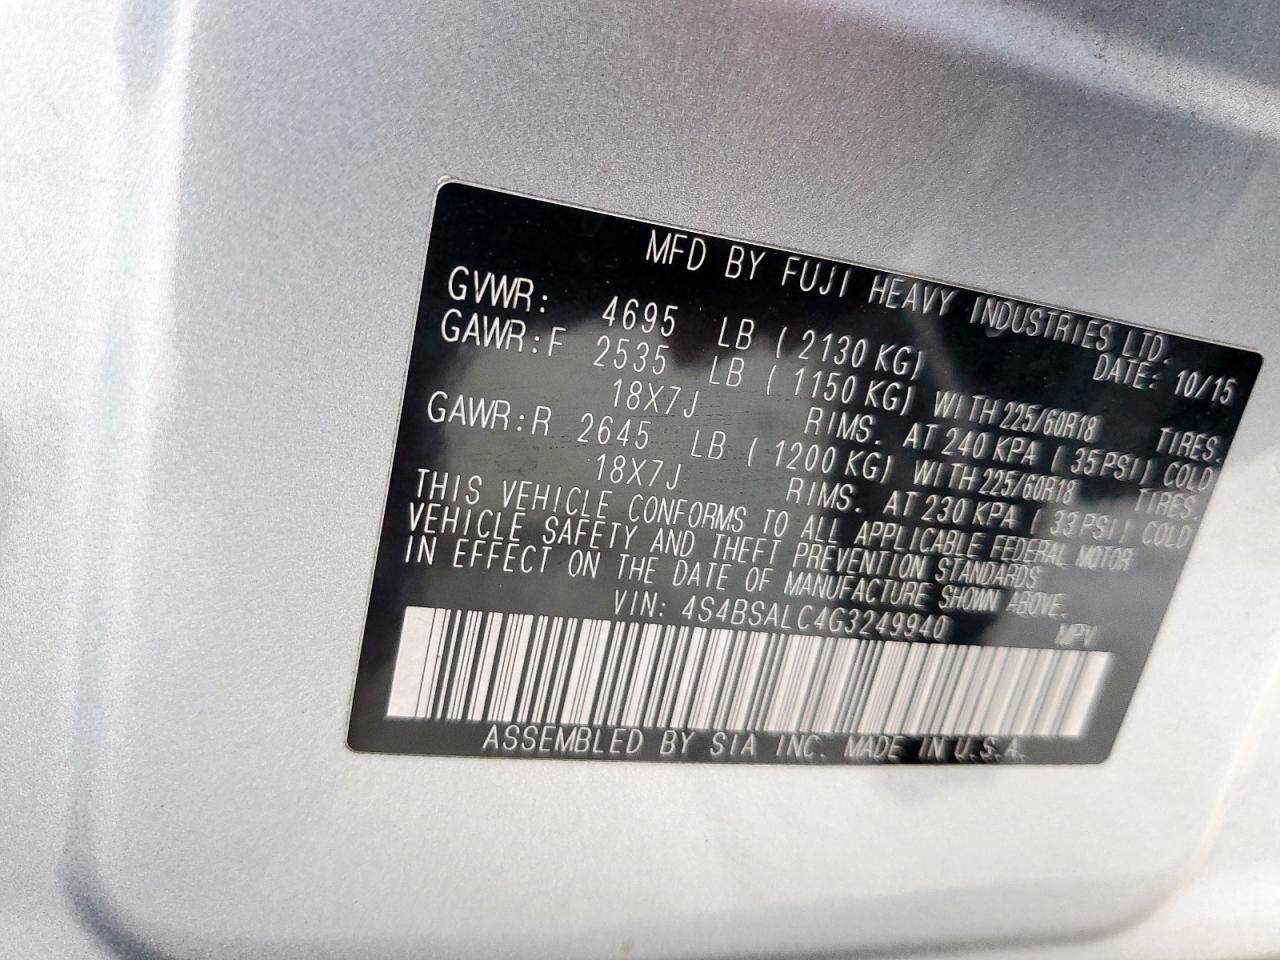 MFD BY FUJI HEAVY INDUSTRIES LTD.
DATE: 10/15
GVWR: 4695 LB ( 2130 KG)
GAWR:F 2535 LB ( 1150 KG) WITH 225/60R18 TIRES.
18X7J RIMS. AT 240 KPA ( 35PSI) COLD
GAWR:R 2645 LB ( 1200 KG) WITH 225/60R18 TIRES.
18X7J RIMS. AT 230 KPA ( 33PSI) COLD
THIS VEHICLE CONFORMS TO ALL APPLICABLE FEDERAL MOTOR
VEHICLE SAFETY AND THEFT PREVENTION STANDARDS
IN EFFECT ON THE DATE OF MANUFACTURE SHOWN ABOVE.
VIN: 4S4BSALC4G3249940 MPV
ASSEMBLED BY SIA INC. MADE IN U.S.A.